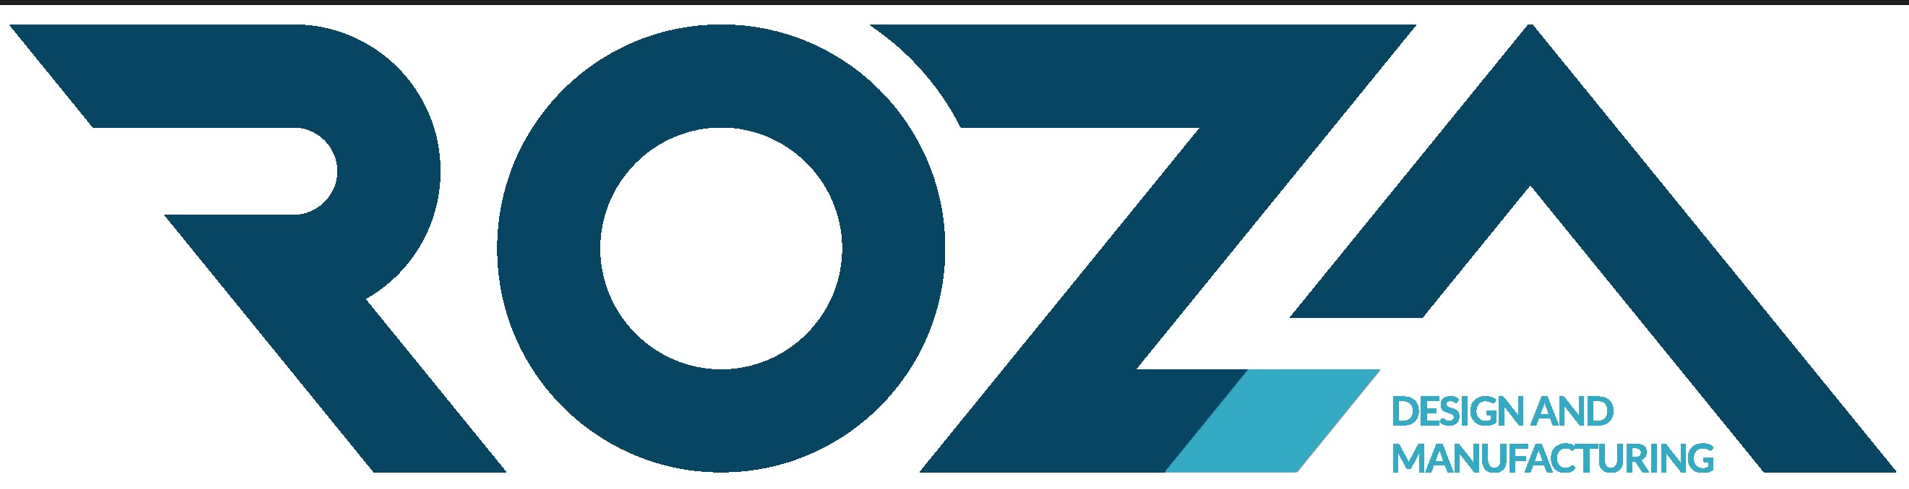 ROZA
DESIGN AND
MANUFACTURING